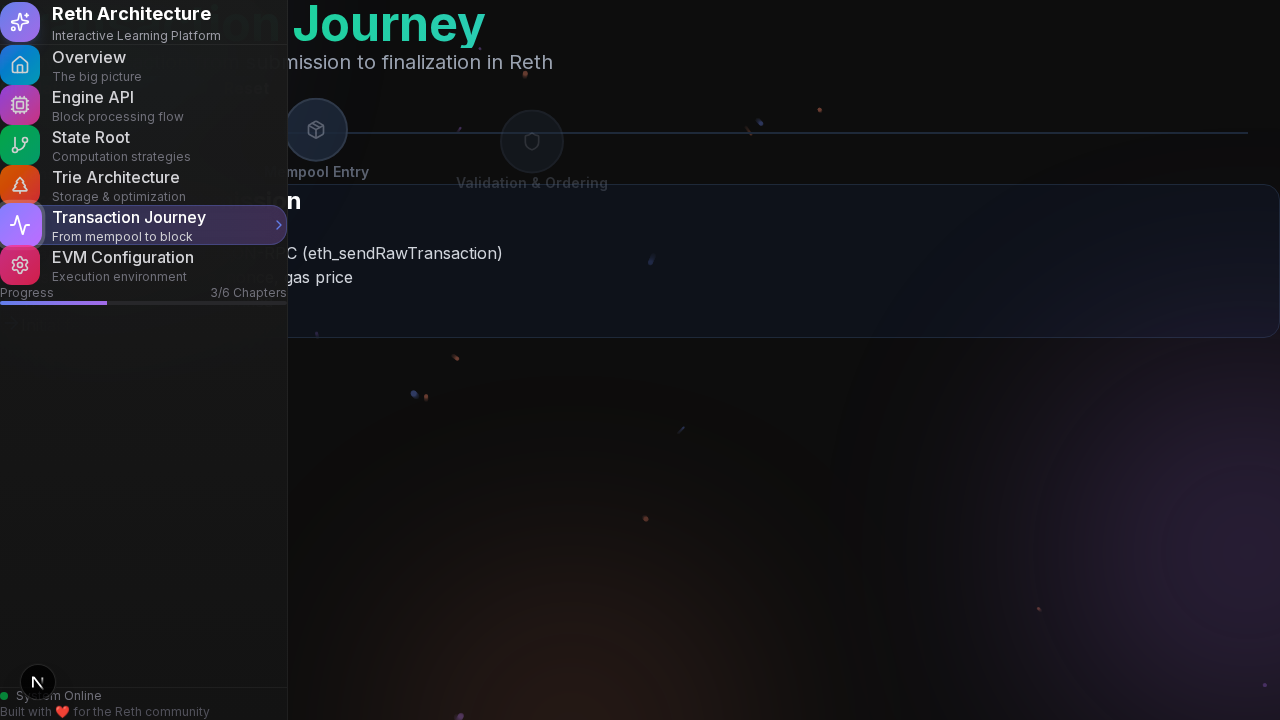 Reth Architecture
Interactive Learning Platform
Overview
The big picture
Engine API
Block processing flow
State Root
Computation strategies
Trie Architecture
Storage & optimization
Transaction Journey
From mempool to block
EVM Configuration
Execution environment
Progress
3/6 Chapters
System Online
Built with ❤️ for the Reth community
on Journey
mission to finalization in Reth
mpool Entry
Validation & Ordering
on
C (eth_sendRawTransaction)
gas price